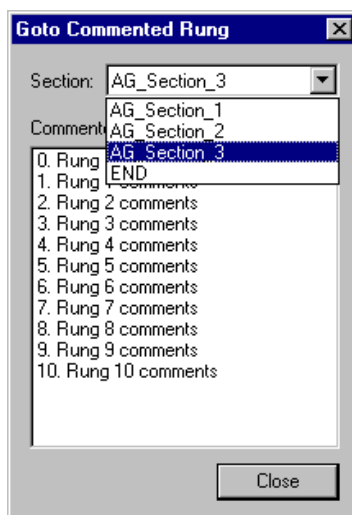 Goto Commented Rung
Section: AG_Section_3
AG_Section_1
AG_Section_2
AG_Section_3
END
0. Rung
1. Rung 1 comments
2. Rung 2 comments
3. Rung 3 comments
4. Rung 4 comments
5. Rung 5 comments
6. Rung 6 comments
7. Rung 7 comments
8. Rung 8 comments
9. Rung 9 comments
10. Rung 10 comments
Close